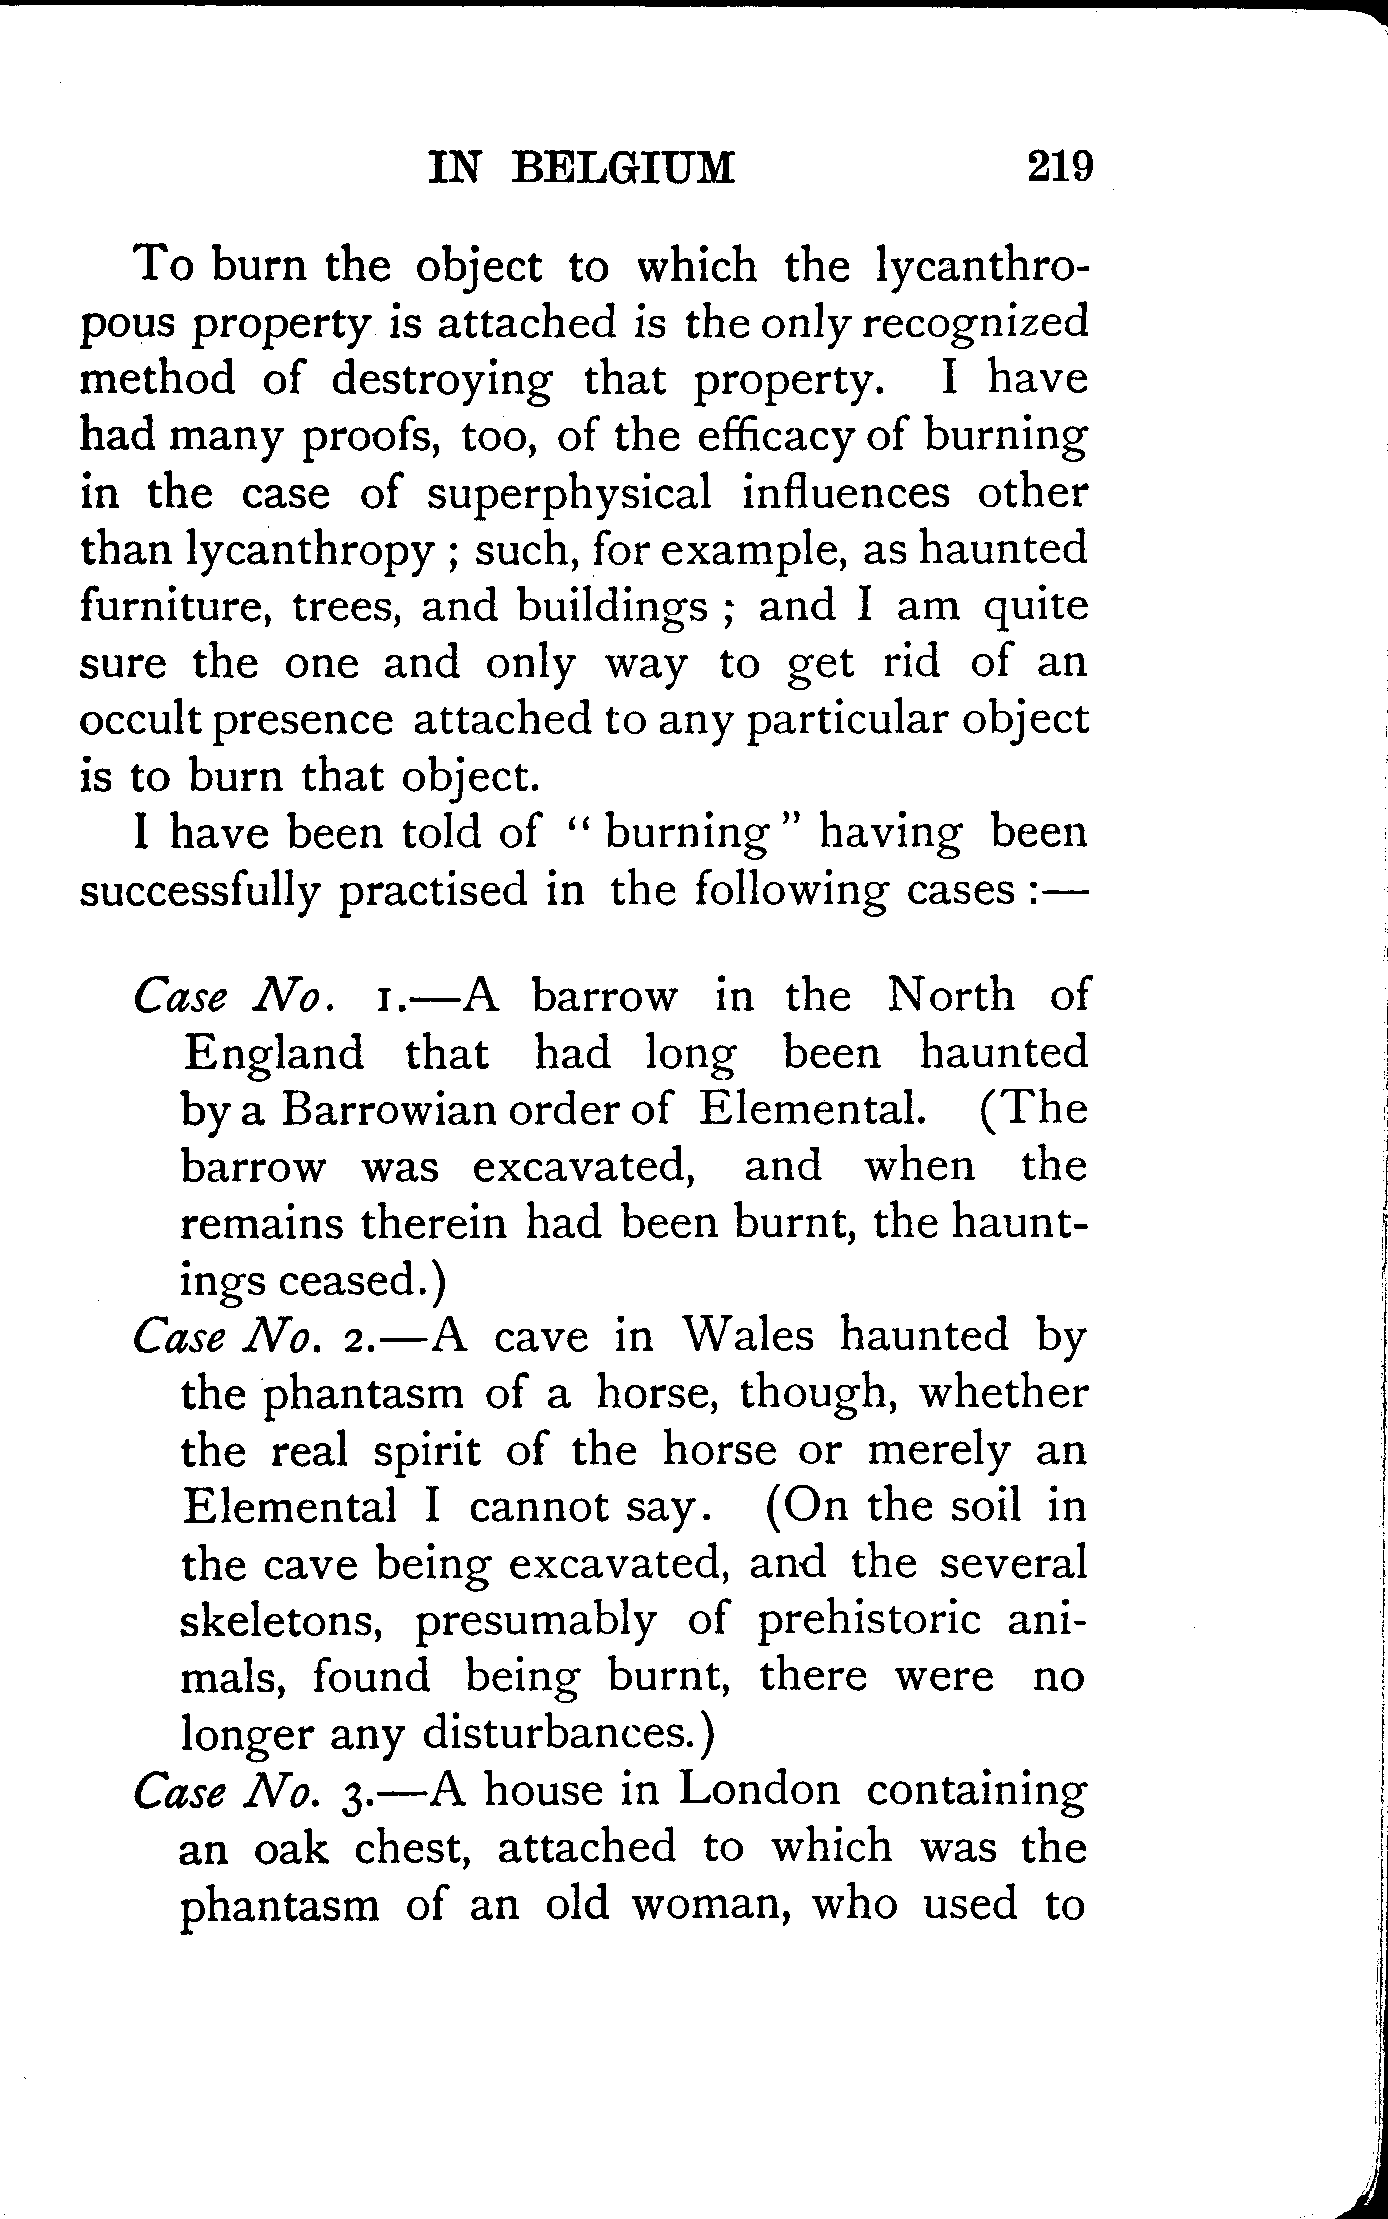 IN BELGIUM 219
To burn the object to which the lycanthro-
pous property is attached is the only recognized
method of destroying that property. I have
had many proofs, too, of the efficacy of burning
in the case of superphysical influences other
than lycanthropy ; such, for example, as haunted
furniture, trees, and buildings ; and I am quite
sure the one and only way to get rid of an
occult presence attached to any particular object
is to burn that object.
I have been told of “ burning ” having been
successfully practised in the following cases :—
Case No. 1.—A barrow in the North of
England that had long been haunted
by a Barrowian order of Elemental. (The
barrow was excavated, and when the
remains therein had been burnt, the haunt-
ings ceased.)
Case No. 2.—A cave in Wales haunted by
the phantasm of a horse, though, whether
the real spirit of the horse or merely an
Elemental I cannot say. (On the soil in
the cave being excavated, and the several
skeletons, presumably of prehistoric ani-
mals, found being burnt, there were no
longer any disturbances.)
Case No. 3.—A house in London containing
an oak chest, attached to which was the
phantasm of an old woman, who used to